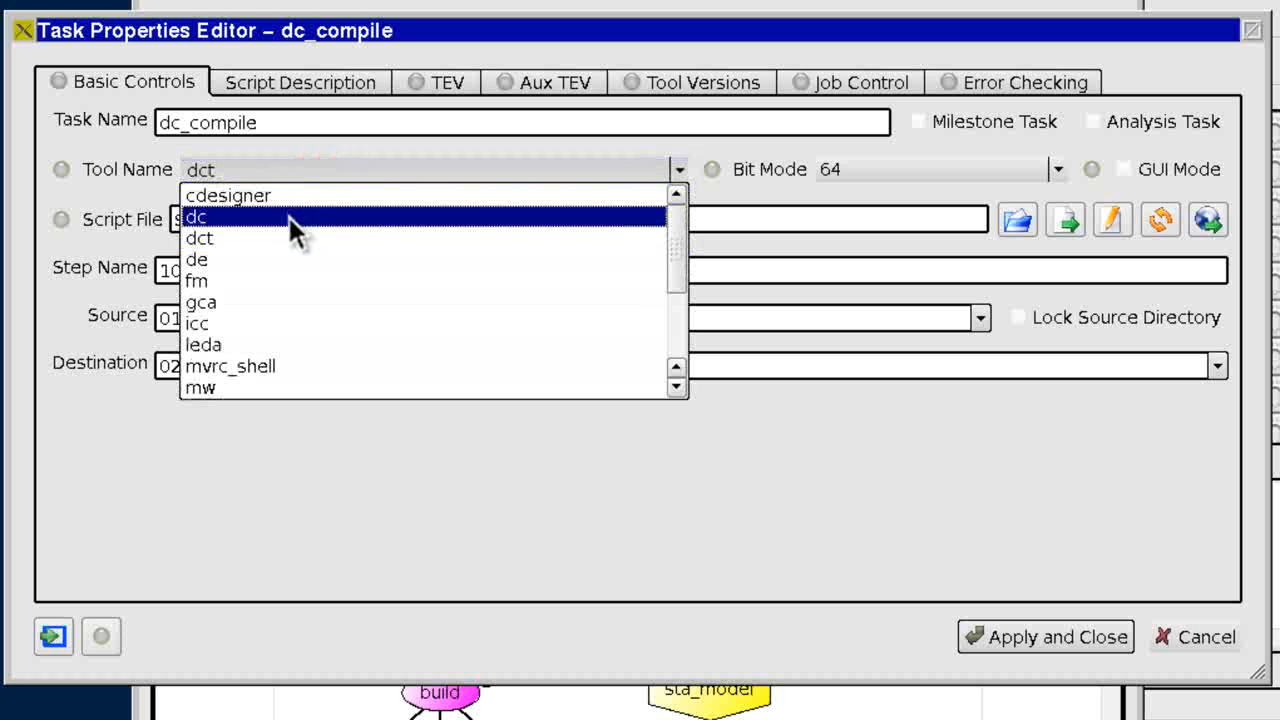 Task Properties Editor – dc_compile
Basic Controls Script Description TEV Aux TEV Tool Versions Job Control Error Checking
Task Name dc_compile Milestone Task Analysis Task
Tool Name dct Bit Mode 64 GUI Mode
cdesigner
Script File dc
dct
de
Step Name 10
fm
gca
Source 01 Lock Source Directory
icc
leda
Destination 02
mvrc_shell
mw
Apply and Close Cancel
build sta_model